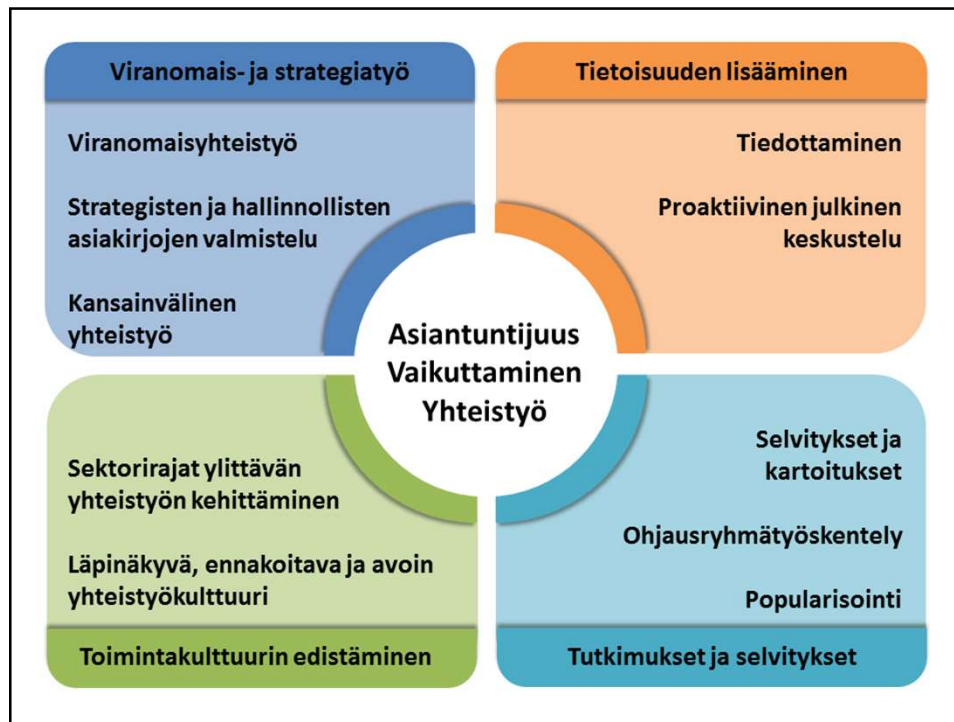 Viranomais- ja strategiatyö
Viranomaisyhteistyö
Strategisten ja hallinnollisten
asiakirjojen valmistelu
Kansainvälinen
yhteistyö
Tietoisuuden lisääminen
Tiedottaminen
Proaktiivinen julkinen
keskustelu
Asiantuntijuus
Vaikuttaminen
Yhteistyö
Sektorirajat ylittävän
yhteistyön kehittäminen
Läpinäkyvä, ennakoitava ja avoin
yhteistyökulttuuri
Toimintakulttuurin edistäminen
Selvitykset ja
kartoitukset
Ohjausryhmätyöskentely
Popularisointi
Tutkimukset ja selvitykset